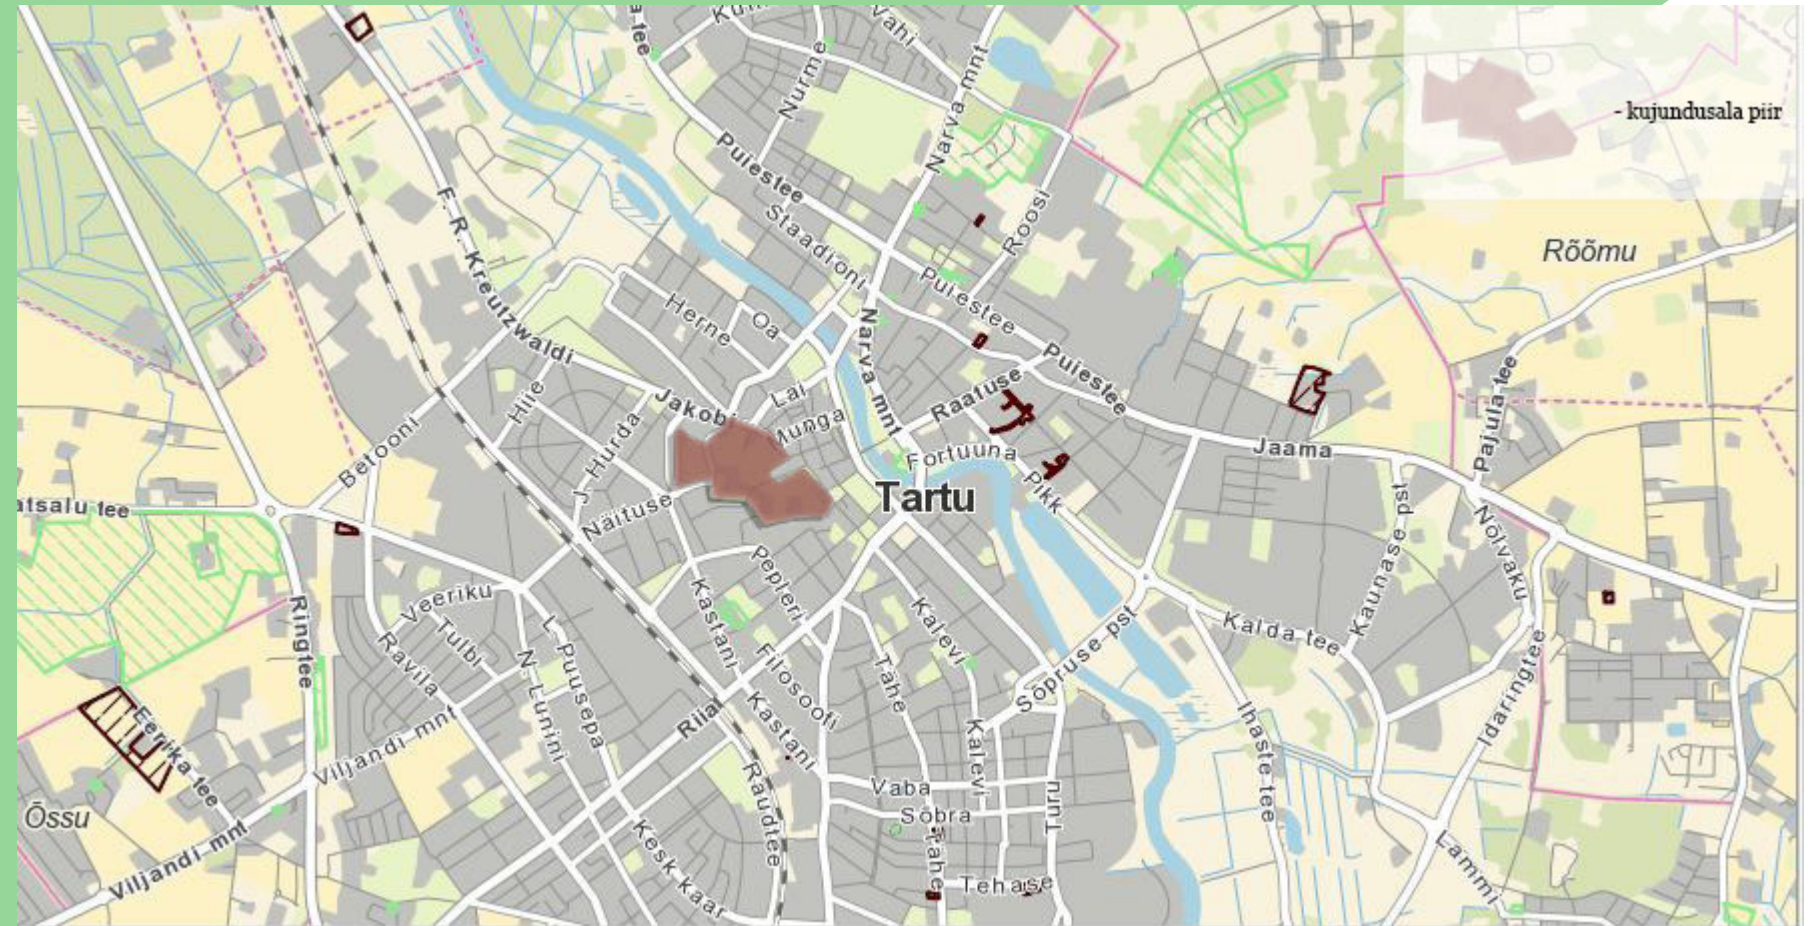 a tee
Vahi
Narva mnt
Nurme
- kujundusala piir
Puiestee
Roosi
Staadioni
F. R. Kreutzwaldi
Rõõmu
Puiestee
Herne
Oa
Narva mnt
Puiestee
Raatuse
Lai
Jakobi
Munga
Hiie
J. Hurda
Betooni
Pajula tee
Jaama
Fortuuna
Pikk
Tartu
Näituse
atsalu tee
Kaunase pst
Nõlvaku
Pepleri
Kastani
Veeriku
Tulbi
Ravila
Ringtee
L. Puusepa
N. Lunini
Kalevi
Tähe
Filosoofi
Sõpruse pst
Kalda tee
Idaringtee
Ihaste tee
Riia
Kastani
Kalevi
Eerika tee
Viljandi mnt
Raudtee
Vaba
Sõbra
Turu
Õssu
Tähe
Tehase
Kesk kaar
Viljandi mnt
Lammi